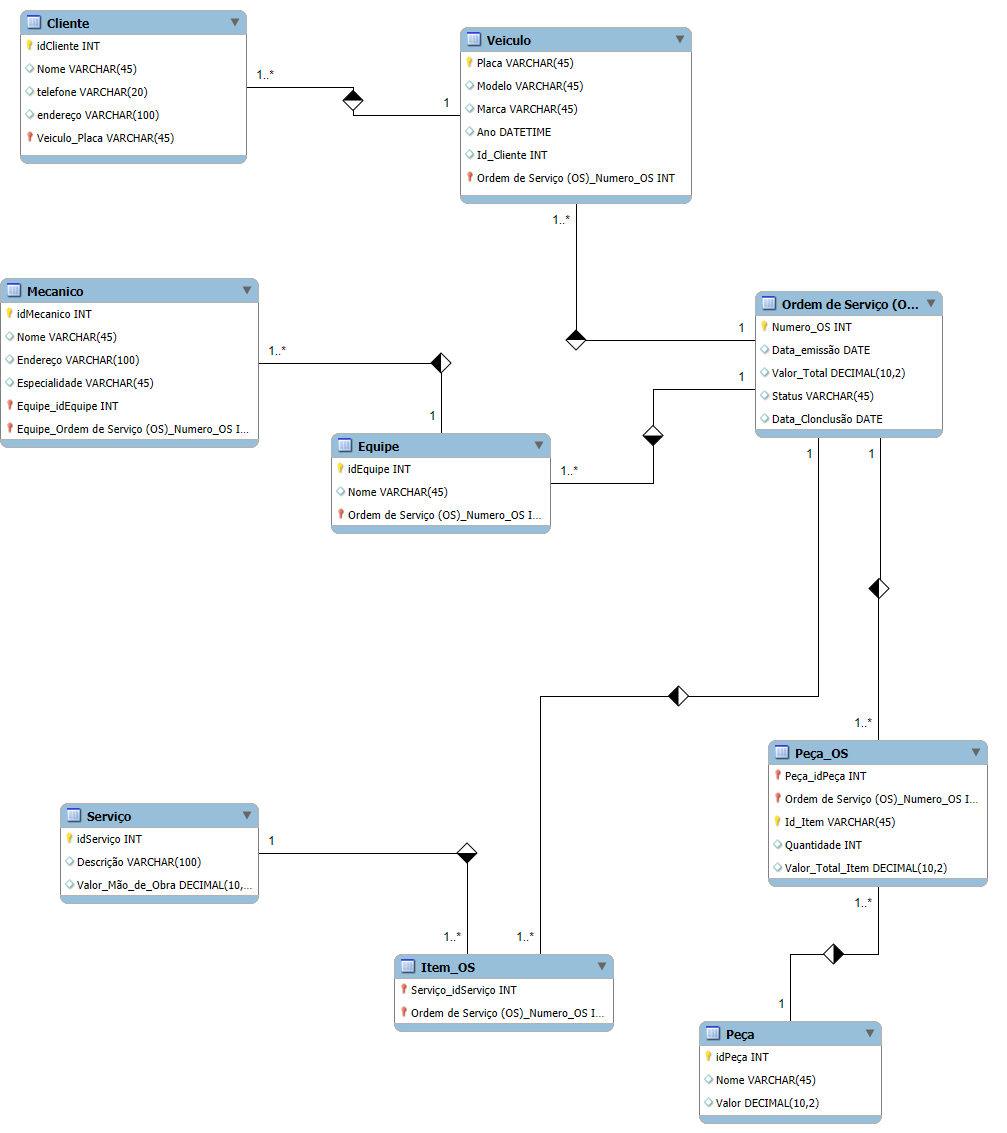 Cliente
idCliente INT
Nome VARCHAR(45)
telefone VARCHAR(20)
endereço VARCHAR(100)
Veiculo_Placa VARCHAR(45)
1..*
1
Veiculo
Placa VARCHAR(45)
Modelo VARCHAR(45)
Marca VARCHAR(45)
Ano DATETIME
Id_Cliente INT
Ordem de Serviço (OS)_Numero_OS INT
1..*
1
Mecanico
idMecanico INT
Nome VARCHAR(45)
Endereço VARCHAR(100)
Especialidade VARCHAR(45)
Equipe_idEquipe INT
Equipe_Ordem de Serviço (OS)_Numero_OS I...
1..*
1
Ordem de Serviço (O...
Numero_OS INT
Data_emissão DATE
Valor_Total DECIMAL(10,2)
Status VARCHAR(45)
Data_Clonclusão DATE
1
1..*
Equipe
idEquipe INT
Nome VARCHAR(45)
Ordem de Serviço (OS)_Numero_OS I...
1
1
1..*
Peça_OS
Peça_idPeça INT
Ordem de Serviço (OS)_Numero_OS I...
Id_Item VARCHAR(45)
Quantidade INT
Valor_Total_Item DECIMAL(10,2)
1..*
1
Serviço
idServiço INT
Descrição VARCHAR(100)
Valor_Mão_de_Obra DECIMAL(10,...
1
1..*
1..*
Item_OS
Serviço_idServiço INT
Ordem de Serviço (OS)_Numero_OS I...
Peça
idPeça INT
Nome VARCHAR(45)
Valor DECIMAL(10,2)